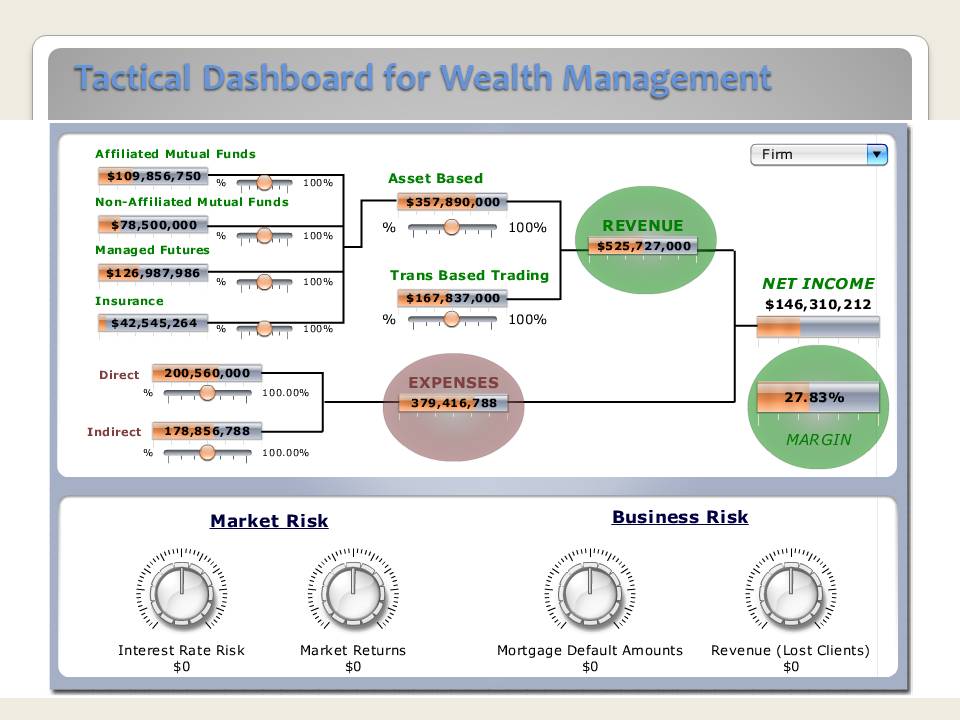 Tactical Dashboard for Wealth Management
Firm
Affiliated Mutual Funds
$109,856,750
% 100%
Non-Affiliated Mutual Funds
$78,500,000
% 100%
Managed Futures
$126,987,986
% 100%
Insurance
$42,545,264
% 100%
Asset Based
$357,890,000
% 100%
Trans Based Trading
$167,837,000
% 100%
REVENUE
$525,727,000
NET INCOME
$146,310,212
Direct
200,560,000
% 100.00%
Indirect
178,856,788
% 100.00%
EXPENSES
379,416,788
27.83%
MARGIN
Market Risk
Interest Rate Risk
$0
Market Returns
$0
Business Risk
Mortgage Default Amounts
$0
Revenue (Lost Clients)
$0